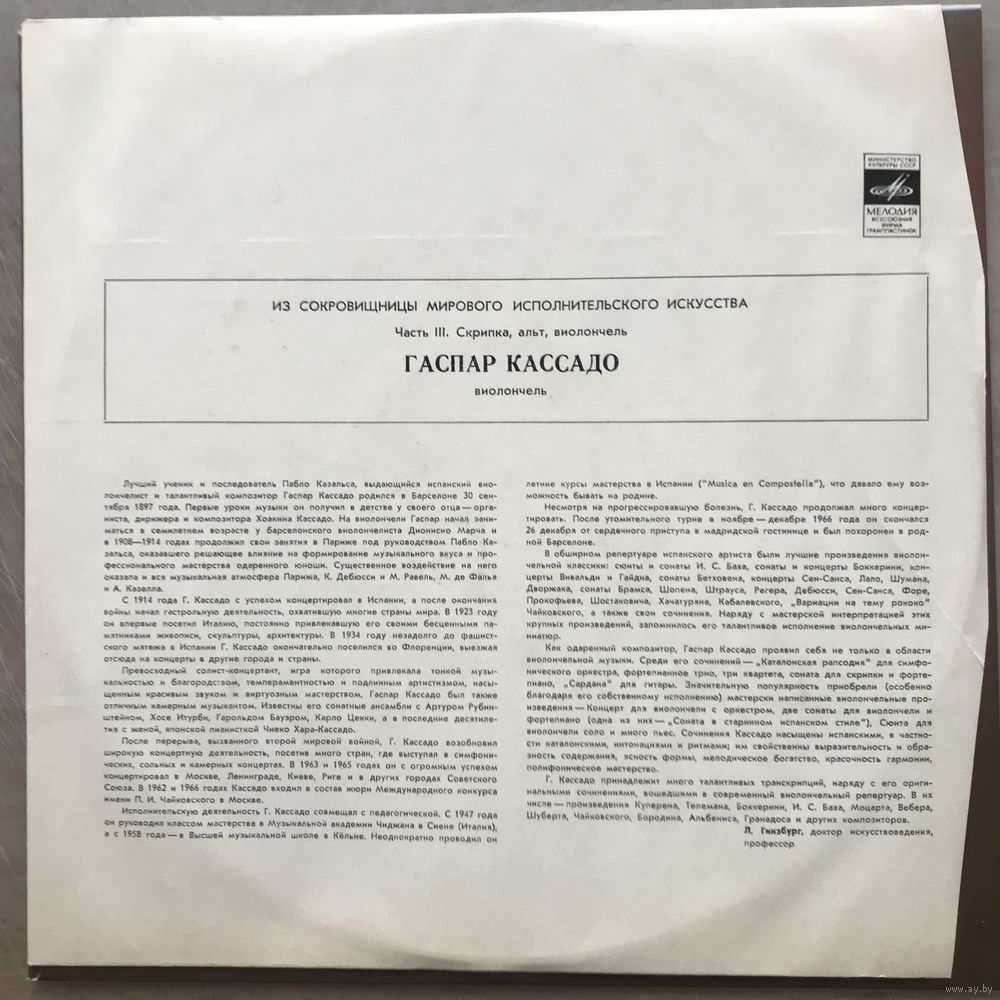 МИНИСТЕРСТВО
КУЛЬТУРЫ СССР
МЕЛОДИЯ
ВСЕСОЮЗНАЯ
ФИРМА
ГРАМПЛАСТИНОК
ИЗ СОКРОВИЩНИЦЫ МИРОВОГО ИСПОЛНИТЕЛЬСКОГО ИСКУССТВА
Часть III. Скрипка, альт, виолончель
ГАСПАР КАССАДО
виолончель
Лучший ученик и последователь Пабло Казальса, выдающийся испанский вио-
лончелист и талантливый композитор Гаспар Кассадо родился в Барселоне 30 сен-
тября 1897 года. Первые уроки музыки он получил в детстве у своего отца — орга-
ниста, дирижера и композитора Хоакина Кассадо. На виолончели Гаспар начал зани-
маться в семилетнем возрасте у барселонского виолончелиста Дионисио Марча и
в 1908—1914 годах продолжил свои занятия в Париже под руководством Пабло Ка-
зальса, оказавшего решающее влияние на формирование музыкального вкуса и про-
фессионального мастерства одаренного юноши. Существенное воздействие на него
оказала и вся музыкальная атмосфера Парижа, К. Дебюсси и М. Равель, М. де Фалья
и А. Казелла.
С 1914 года Г. Кассадо с успехом концертировал в Испании, а после окончания
войны начал гастрольную деятельность, охватившую многие страны мира. В 1923 году
он впервые посетил Италию, постоянно привлекавшую его своими бесценными па-
мятниками живописи, скульптуры, архитектуры. В 1934 году незадолго до фашист-
ского мятежа в Испании Г. Кассадо окончательно поселился во Флоренции, выезжая
отсюда на концерты в другие города и страны.
Превосходный солист-концертант, игра которого привлекала тонкой музы-
кальностью и благородством, темпераментностью и подлинным артистизмом, насы-
щенным красивым звуком и виртуозным мастерством, Гаспар Кассадо был также
отличным камерным музыкантом. Известны его сонатные ансамбли с Артуром Рубин-
штейном, Хосе Итурби, Гарольдом Бауэром, Карло Цекки, а в последние десятиле-
тия с женой, японской пианисткой Чиеко Хара-Кассадо.
После перерыва, вызванного второй мировой войной, Г. Кассадо возобновил
широкую концертную деятельность, посетив много стран, где выступал в симфони-
ческих, сольных и камерных концертах. В 1963 и 1965 годах он с огромным успехом
концертировал в Москве, Ленинграде, Киеве, Риге и в других городах Советского
Союза. В 1962 и 1966 годах Кассадо входил в состав жюри Международного конкурса
имени П. И. Чайковского в Москве.
Исполнительскую деятельность Г. Кассадо совмещал с педагогической. С 1947 года
он руководил классом мастерства в Музыкальной академии Чиджана в Сиене (Италия),
а с 1958 года — в Высшей музыкальной школе в Кёльне. Неоднократно проводил он
летние курсы мастерства в Испании ("Musica en Compostella"), что давало ему воз-
можность бывать на родине.
Несмотря на прогрессировавшую болезнь, Г. Кассадо продолжал много концер-
тировать. После утомительного турне в ноябре — декабре 1966 года он скончался
26 декабря от сердечного приступа в мадридской гостинице и был похоронен в род-
ной Барселоне.
В обширном репертуаре испанского артиста были лучшие произведения виолон-
чельной классики: сюиты и сонаты И. С. Баха, сонаты и концерты Боккерини, кон-
церты Вивальди и Гайдна, сонаты Бетховена, концерты Сен-Санса, Лало, Шумана,
Дворжака, сонаты Брамса, Шопена, Штрауса, Регера, Дебюсси, Сен-Санса, Форе,
Прокофьева, Шостаковича, Хачатуряна, Кабалевского, „Вариации на тему рококо"
Чайковского, а также свои сочинения. Наряду с мастерской интерпретацией этих
крупных произведений, запомнилось его талантливое исполнение виолончельных ми-
ниатюр.
Как одаренный композитор, Гаспар Кассадо проявил себя не только в области
виолончельной музыки. Среди его сочинений — „Каталонская рапсодия" для симфо-
нического оркестра, фортепианное трио, три квартета, соната для скрипки и форте-
пиано, „Сардана" для гитары. Значительную популярность приобрели (особенно
благодаря его собственному исполнению) мастерски написанные виолончельные про-
изведения — Концерт для виолончели с оркестром, две сонаты для виолончели и
фортепиано (одна из них — „Соната в старинном испанском стиле"), Сюита для
виолончели соло и много пьес. Сочинения Кассадо насыщены испанскими, в частно-
сти каталонскими, интонациями и ритмами; им свойственны выразительность и обра-
зность содержания, ясность формы, мелодическое богатство, красочность гармонии,
полифоническое мастерство.
Г. Кассадо принадлежит много талантливых транскрипций, наряду с его ориги-
нальными сочинениями, вошедшими в современный виолончельный репертуар. В их
числе — произведения Куперена, Телемана, Боккерини, И. С. Баха, Моцарта, Вебера,
Шуберта, Чайковского, Бородина, Альбениса, Гранадоса и других композиторов.
Л. Гинзбург, доктор искусствоведения,
профессор
www.ay.by